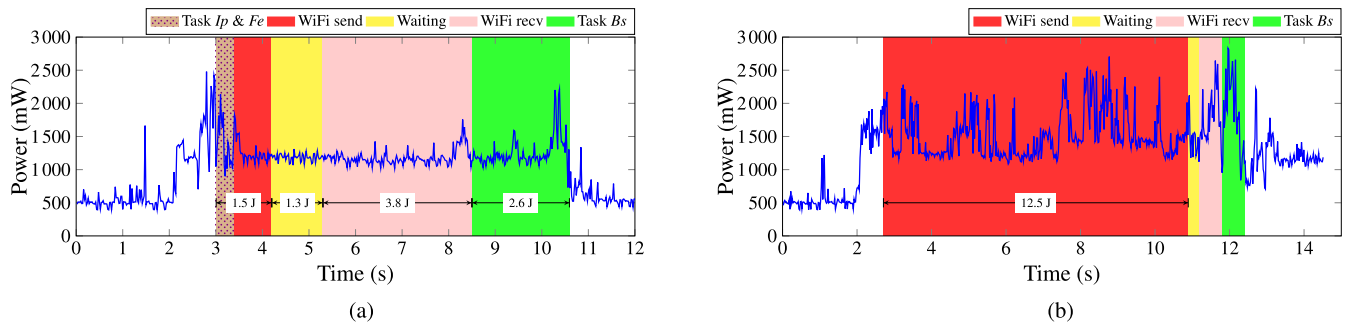 Task Ip & Fe WiFi send Waiting WiFi recv Task Bs
3 000
2 500
2 000
1 500
1 000
500
0
Power (mW)
1.5 J 1.3 J 3.8 J 2.6 J
0 1 2 3 4 5 6 7 8 9 10 11 12
Time (s)
(a)
WiFi send Waiting WiFi recv Task Bs
3 000
2 500
2 000
1 500
1 000
500
0
Power (mW)
12.5 J
0 2 4 6 8 10 12 14
Time (s)
(b)